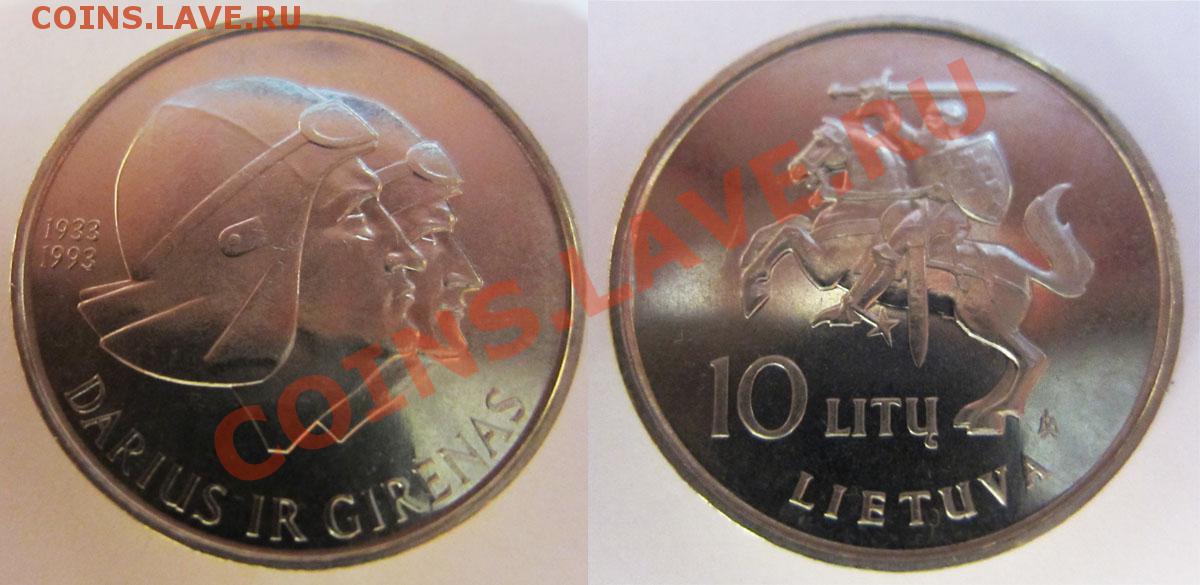 COINS.LAVE.RU
1933
1993
DARIUS IR GIRENAS
10 LITŲ
LIETUVA
COINS.LAVE.RU